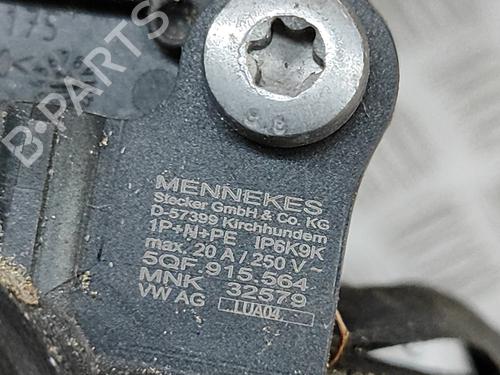 MENNEKES
Stecker GmbH & Co. KG
D-57399 Kirchhundem
1P+N+PE IP6K9K
max. 20 A / 250 V ~
5QF 915 564
MNK 32579
VW AG LUA04
B-PARTS